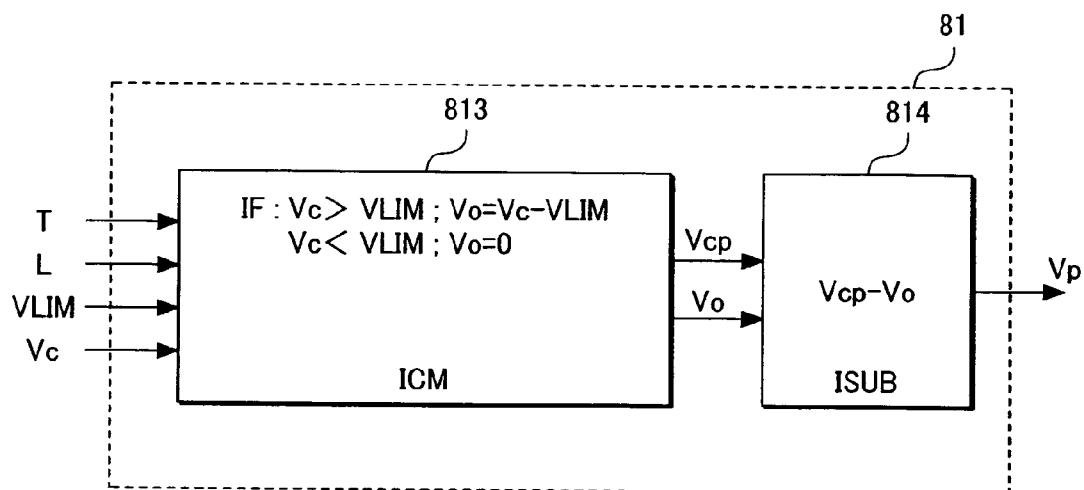 81
813
814
IF : Vc> VLIM ; Vo=Vc-VLIM
Vc< VLIM ; Vo=0
T
L
VLIM
Vc
Vcp
Vo
Vcp-Vo
Vp
ICM
ISUB